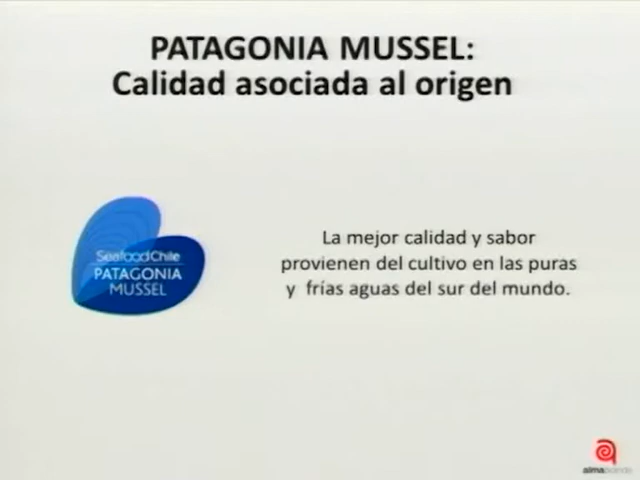 PATAGONIA MUSSEL:
Calidad asociada al origen
SeafoodChile
PATAGONIA
MUSSEL
La mejor calidad y sabor
provienen del cultivo en las puras
y frías aguas del sur del mundo.